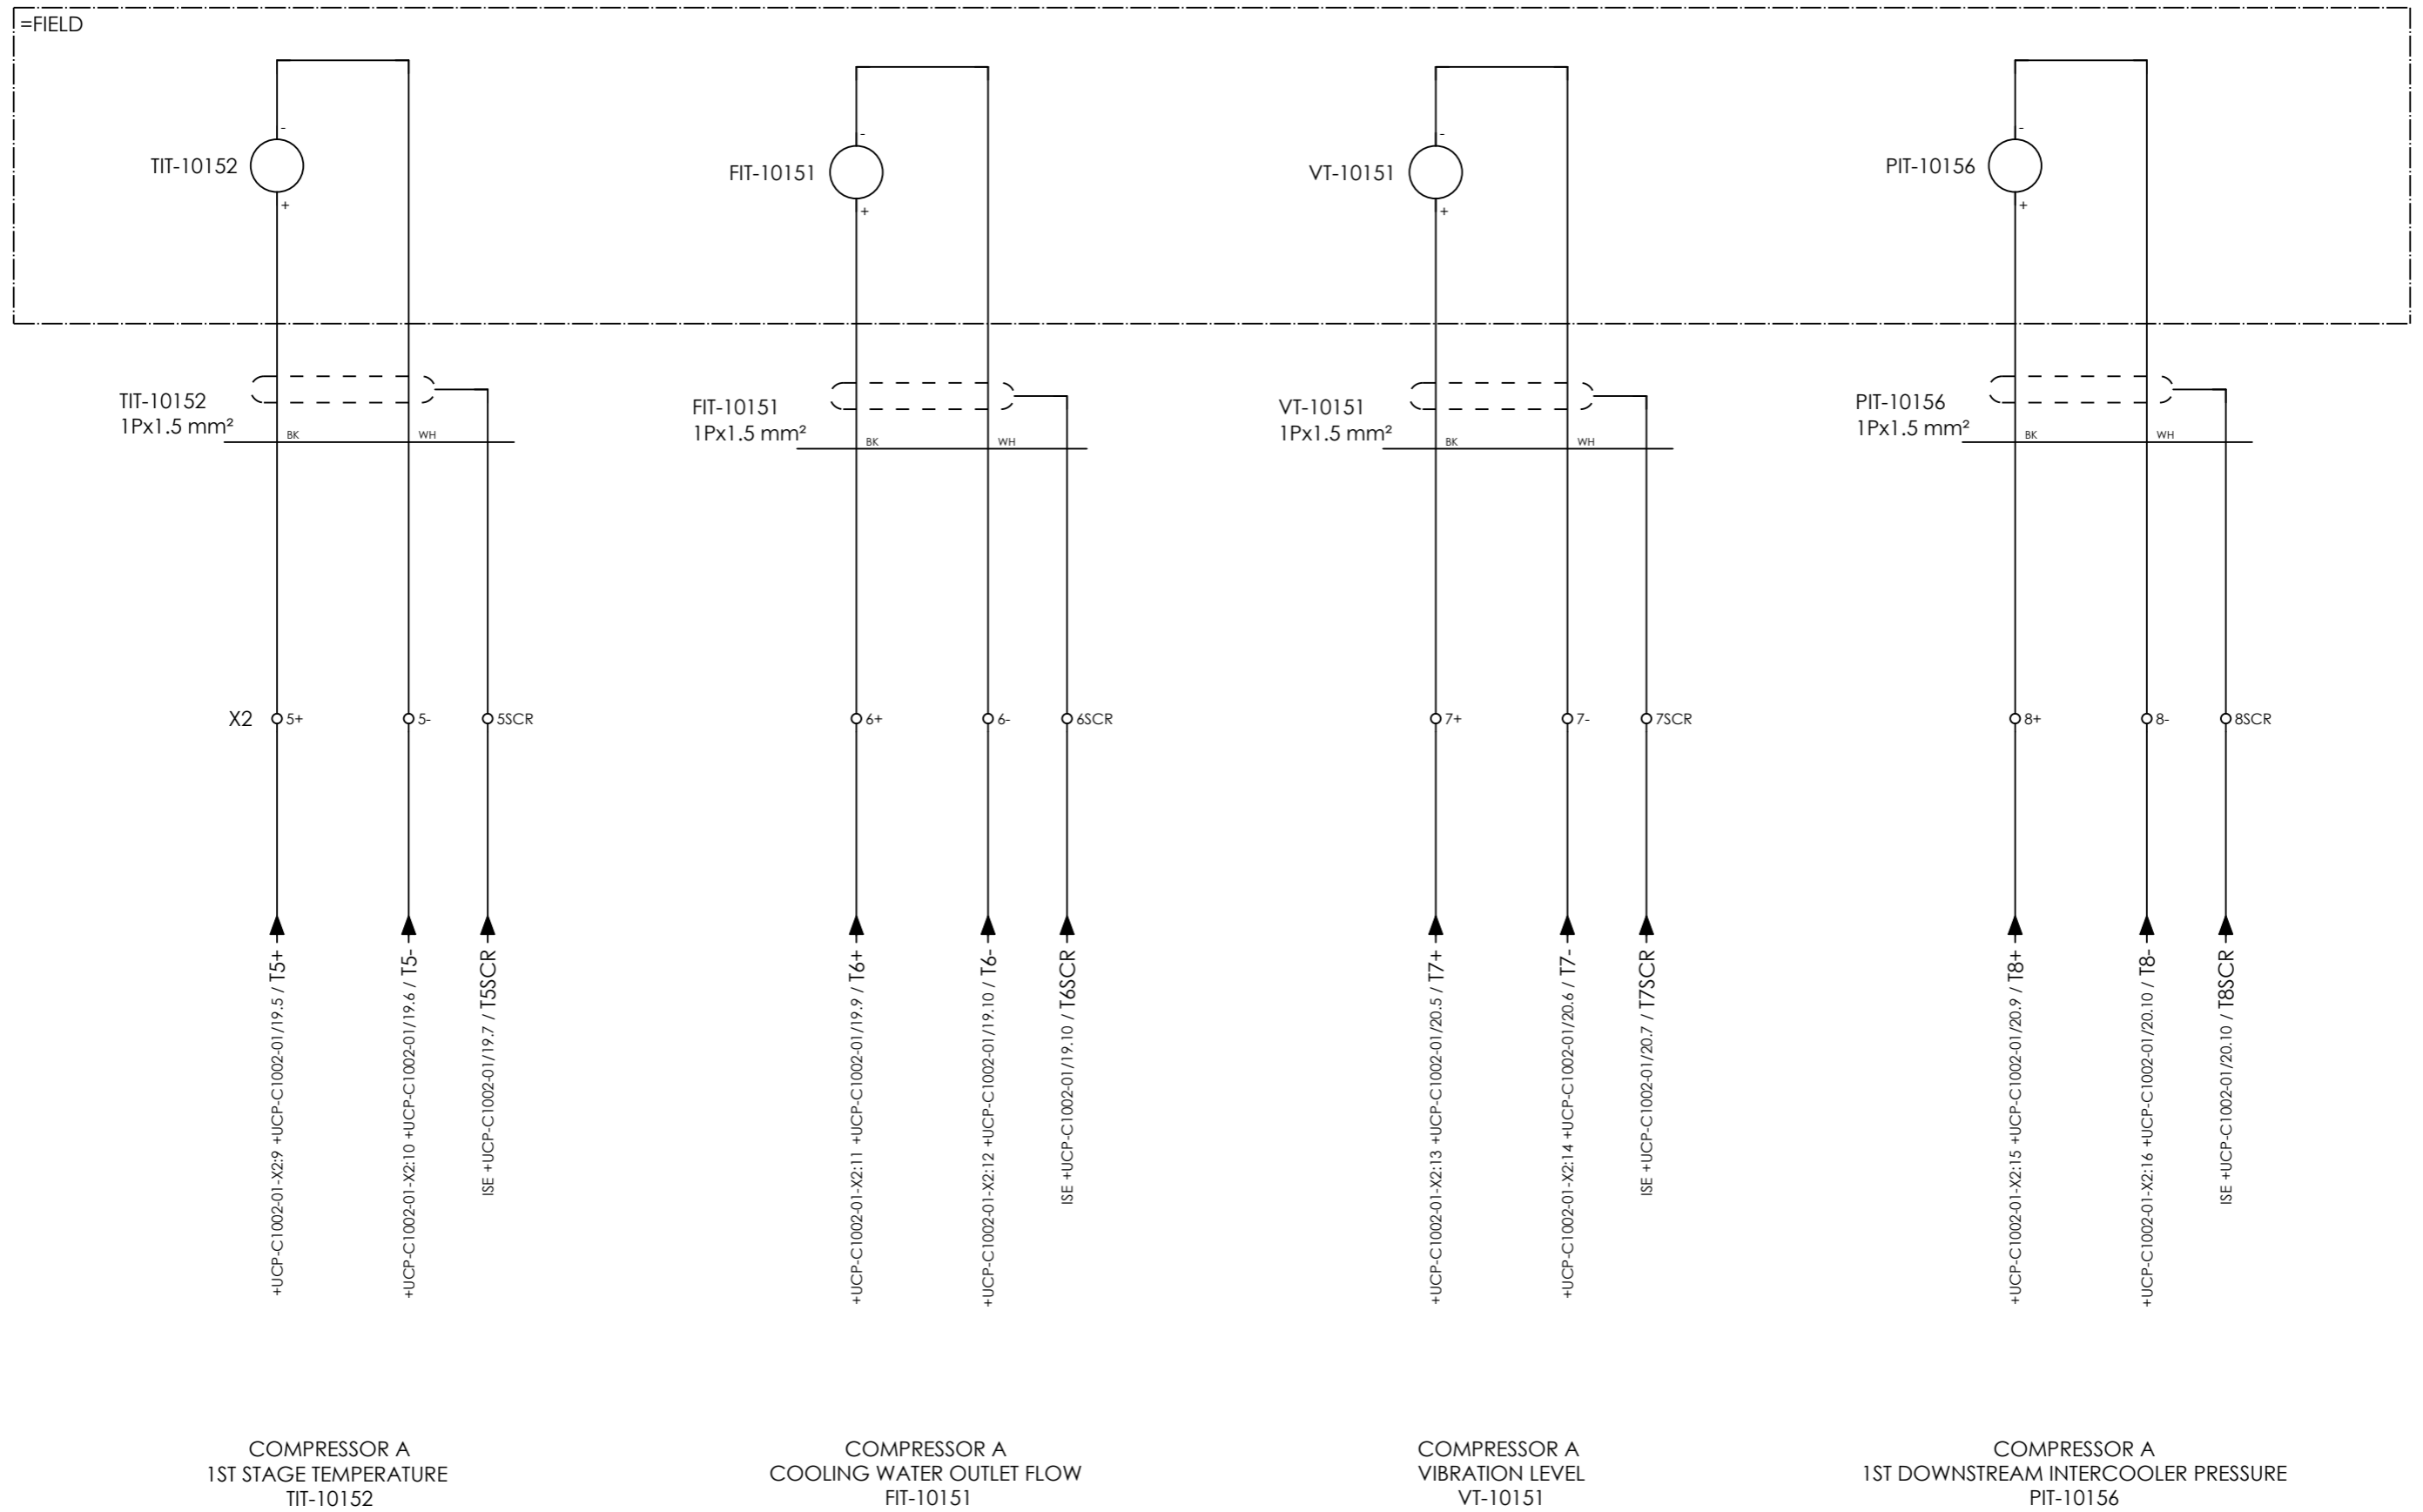 =FIELD
-
TIT-10152
+
-
FIT-10151
+
-
VT-10151
+
-
PIT-10156
+
TIT-10152
1Px1.5 mm²
BK
WH
FIT-10151
1Px1.5 mm²
BK
WH
VT-10151
1Px1.5 mm²
BK
WH
PIT-10156
1Px1.5 mm²
BK
WH
X2
5+
5-
5SCR
6+
6-
6SCR
7+
7-
7SCR
8+
8-
8SCR
+UCP-C1002-01-X2:9 +UCP-C1002-01/19.5 / T5+
+UCP-C1002-01-X2:10 +UCP-C1002-01/19.6 / T5-
ISE +UCP-C1002-01/19.7 / T5SCR
+UCP-C1002-01-X2:11 +UCP-C1002-01/19.9 / T6+
+UCP-C1002-01-X2:12 +UCP-C1002-01/19.10 / T6-
ISE +UCP-C1002-01/19.10 / T6SCR
+UCP-C1002-01-X2:13 +UCP-C1002-01/20.5 / T7+
+UCP-C1002-01-X2:14 +UCP-C1002-01/20.6 / T7-
ISE +UCP-C1002-01/20.7 / T7SCR
+UCP-C1002-01-X2:15 +UCP-C1002-01/20.9 / T8+
+UCP-C1002-01-X2:16 +UCP-C1002-01/20.10 / T8-
ISE +UCP-C1002-01/20.10 / T8SCR
COMPRESSOR A
1ST STAGE TEMPERATURE
TIT-10152
COMPRESSOR A
COOLING WATER OUTLET FLOW
FIT-10151
COMPRESSOR A
VIBRATION LEVEL
VT-10151
COMPRESSOR A
1ST DOWNSTREAM INTERCOOLER PRESSURE
PIT-10156